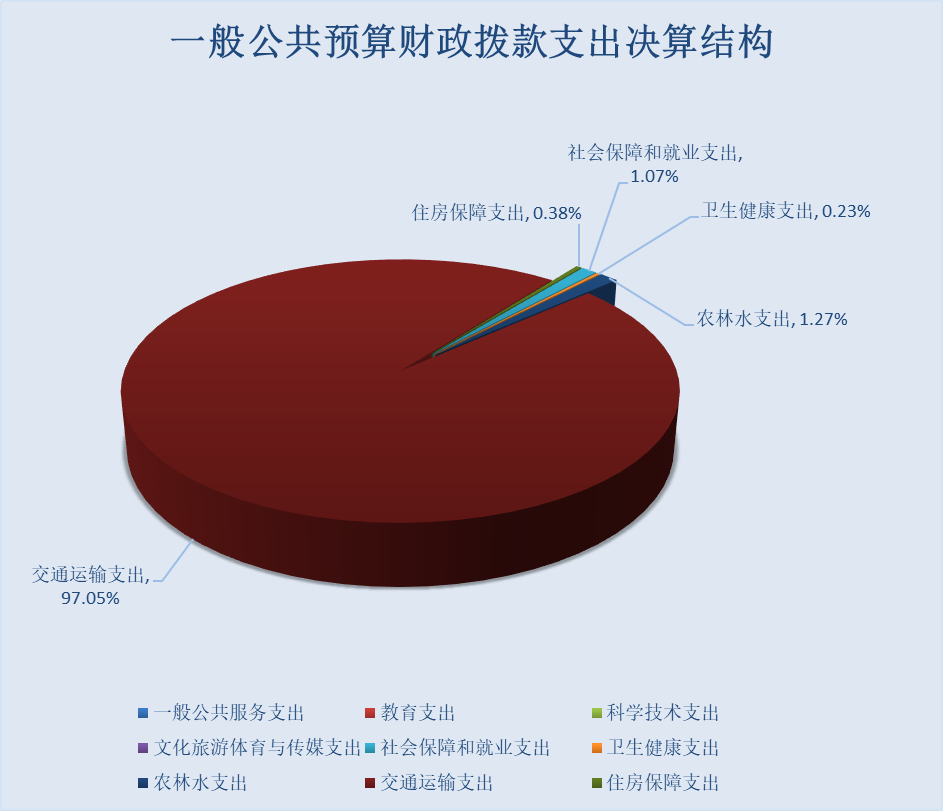 一般公共预算财政拨款支出决算结构
社会保障和就业支出,
1.07%
住房保障支出, 0.38%
卫生健康支出, 0.23%
农林水支出, 1.27%
交通运输支出,
97.05%
一般公共服务支出 教育支出 科学技术支出
文化旅游体育与传媒支出 社会保障和就业支出 卫生健康支出
农林水支出 交通运输支出 住房保障支出